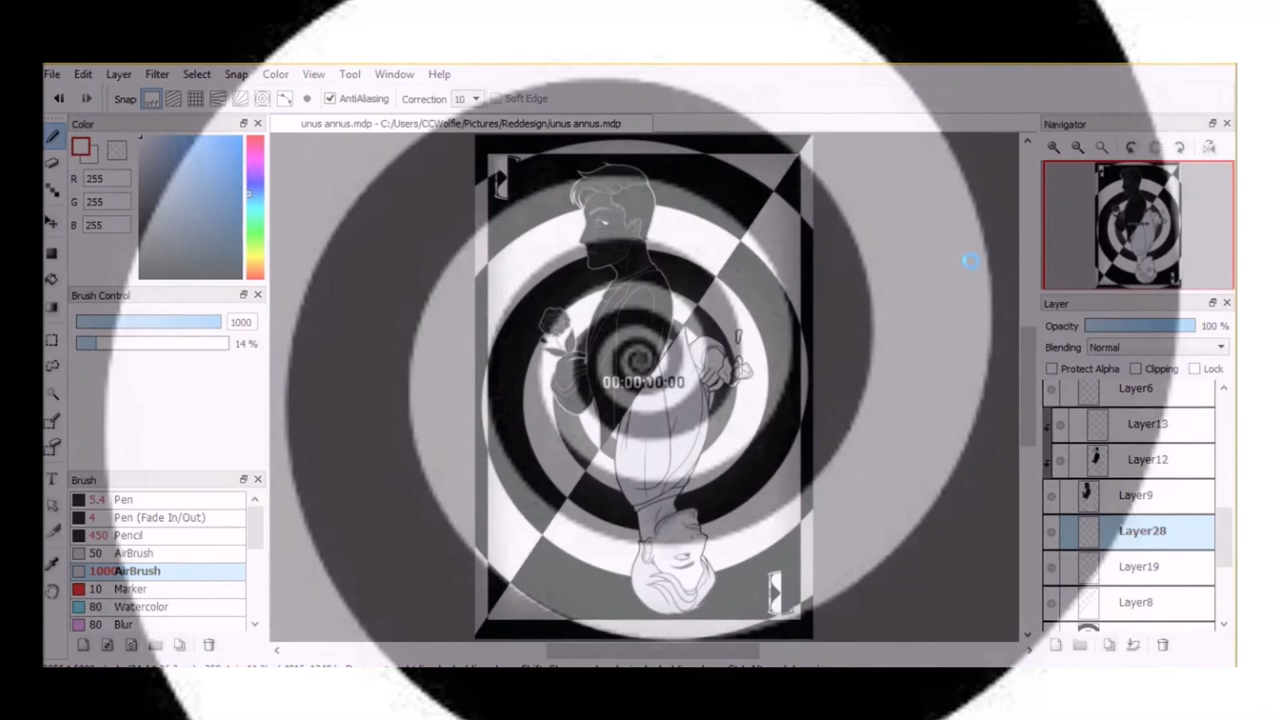 File Edit Layer Filter Select Snap Color View Tool Window Help
Snap AntiAliasing Correction 10 Soft Edge
Color
unus annus.mdp - C:/Users/CCWolfie/Pictures/Reddesign/unus annus.mdp
Navigator
R 255
G 255
B 255
Brush Control
1000
14 %
00:00:00:00
Layer
Opacity 100 %
Blending Normal
Protect Alpha Clipping Lock
Layer6
Layer13
Layer12
Layer9
Layer28
Layer19
Layer8
Brush
5.4 Pen
4 Pen (Fade In/Out)
450 Pencil
50 AirBrush
1000 AirBrush
10 Marker
80 Watercolor
80 Blur
T